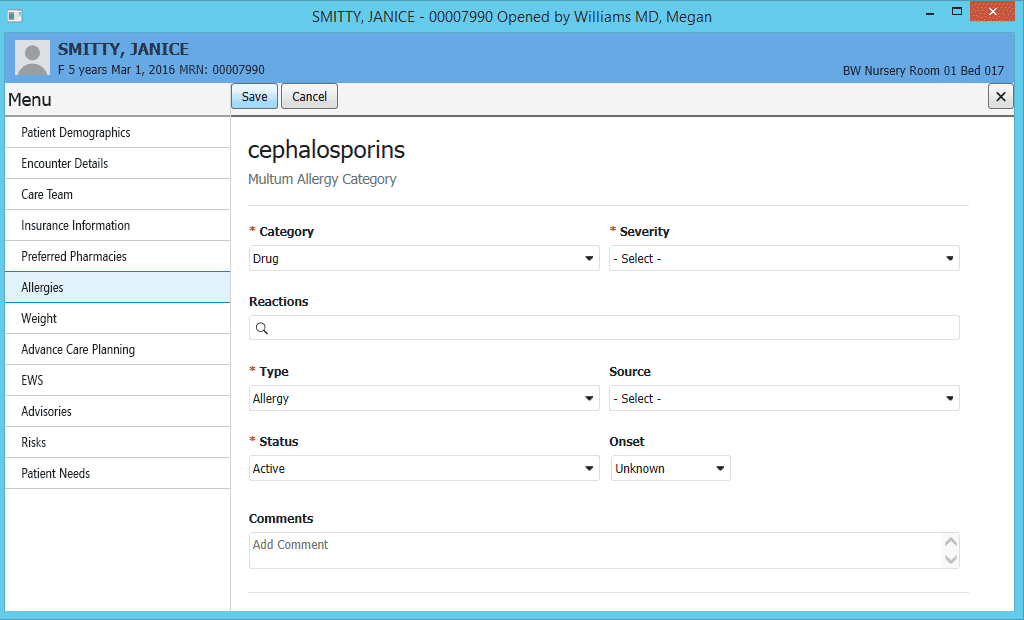 SMITTY, JANICE - 00007990 Opened by Williams MD, Megan
SMITTY, JANICE
F 5 years Mar 1, 2016 MRN: 00007990
BW Nursery Room 01 Bed 017
Menu
Save
Cancel
Patient Demographics
Encounter Details
Care Team
Insurance Information
Preferred Pharmacies
Allergies
Weight
Advance Care Planning
EWS
Advisories
Risks
Patient Needs
cephalosporins
Multum Allergy Category
* Category
* Severity
Drug
- Select -
Reactions
* Type
Source
Allergy
- Select -
* Status
Onset
Active
Unknown
Comments
Add Comment